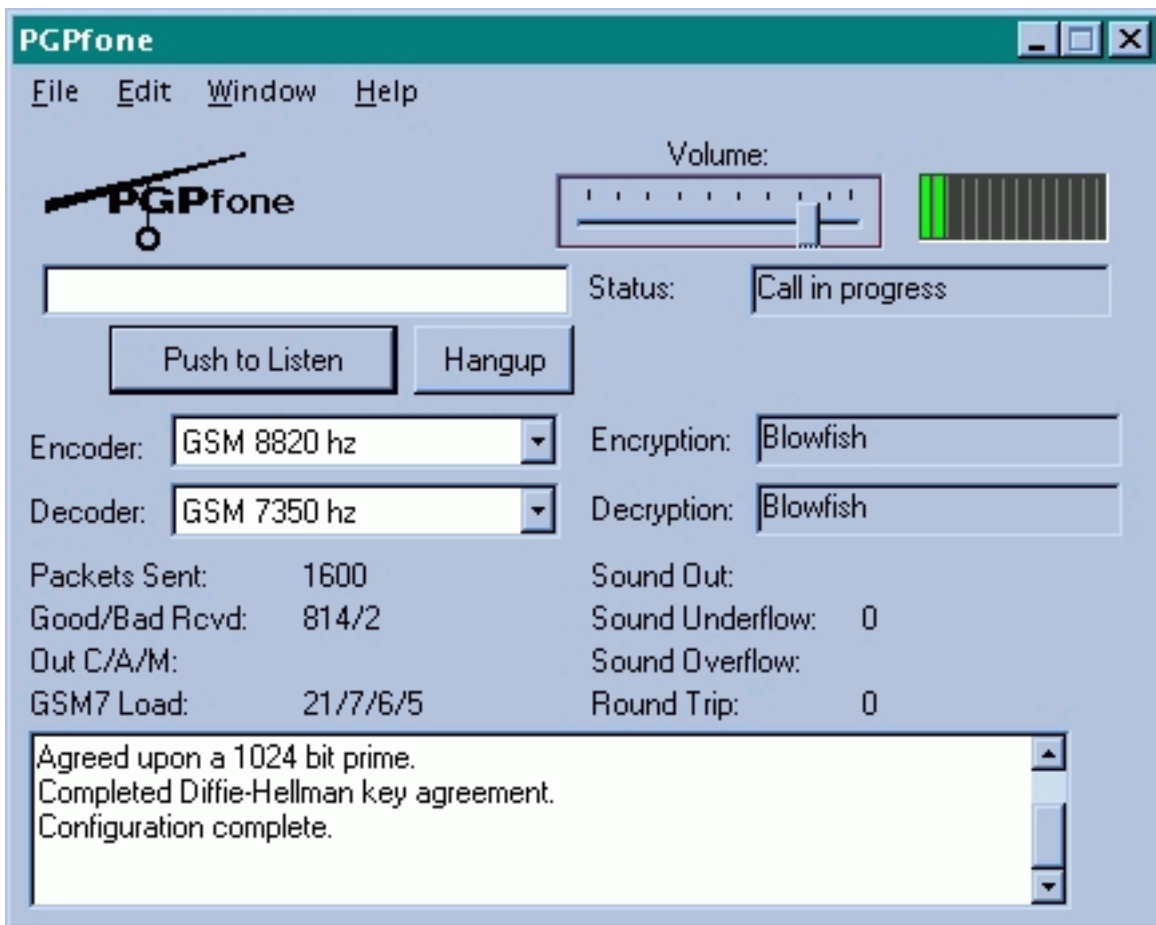 PGPfone
File Edit Window Help
Volume:
PGPfone
Status: Call in progress
Push to Listen Hangup
Encoder: GSM 8820 hz Encryption: Blowfish
Decoder: GSM 7350 hz Decryption: Blowfish
Packets Sent: 1600 Sound Out:
Good/Bad Rcvd: 814/2 Sound Underflow: 0
Out C/A/M: Sound Overflow:
GSM7 Load: 21/7/6/5 Round Trip: 0
Agreed upon a 1024 bit prime.
Completed Diffie-Hellman key agreement.
Configuration complete.